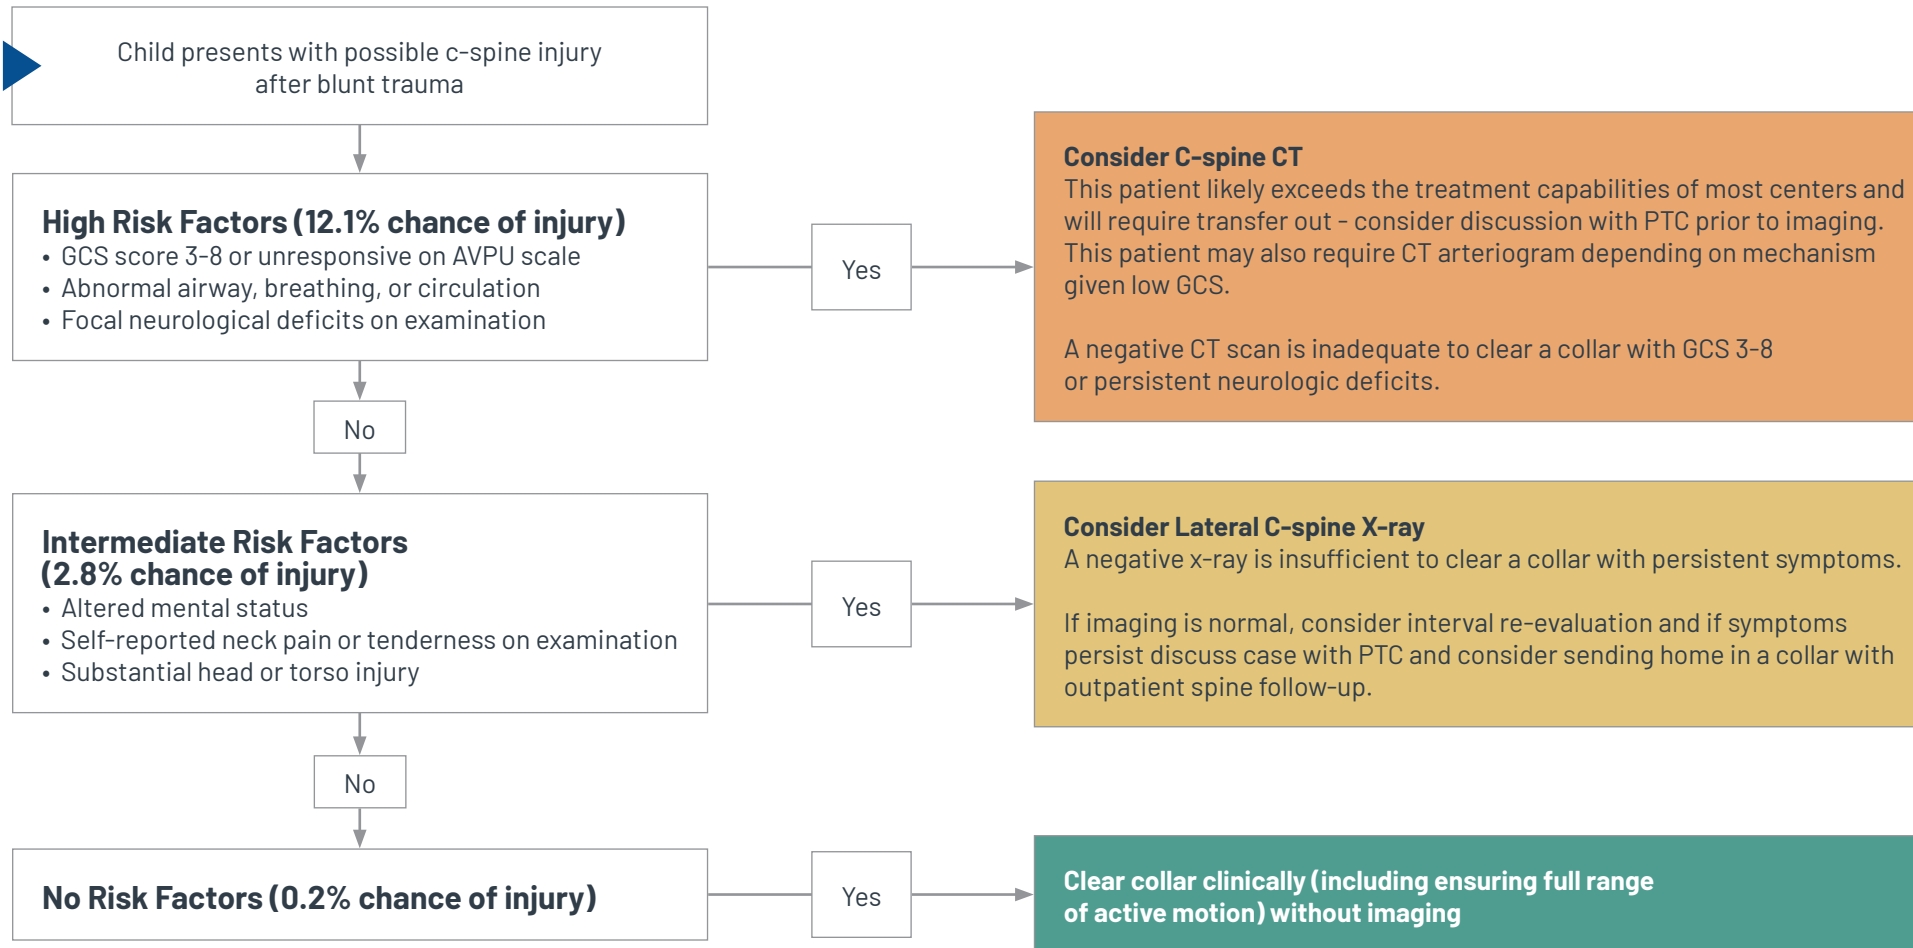 Child presents with possible c-spine injury
after blunt trauma
High Risk Factors (12.1% chance of injury)
• GCS score 3-8 or unresponsive on AVPU scale
• Abnormal airway, breathing, or circulation
• Focal neurological deficits on examination
Yes
Consider C-spine CT
This patient likely exceeds the treatment capabilities of most centers and
will require transfer out - consider discussion with PTC prior to imaging.
This patient may also require CT arteriogram depending on mechanism
given low GCS.
A negative CT scan is inadequate to clear a collar with GCS 3-8
or persistent neurologic deficits.
No
Intermediate Risk Factors
(2.8% chance of injury)
• Altered mental status
• Self-reported neck pain or tenderness on examination
• Substantial head or torso injury
Yes
Consider Lateral C-spine X-ray
A negative x-ray is insufficient to clear a collar with persistent symptoms.
If imaging is normal, consider interval re-evaluation and if symptoms
persist discuss case with PTC and consider sending home in a collar with
outpatient spine follow-up.
No
No Risk Factors (0.2% chance of injury)
Yes
Clear collar clinically (including ensuring full range
of active motion) without imaging